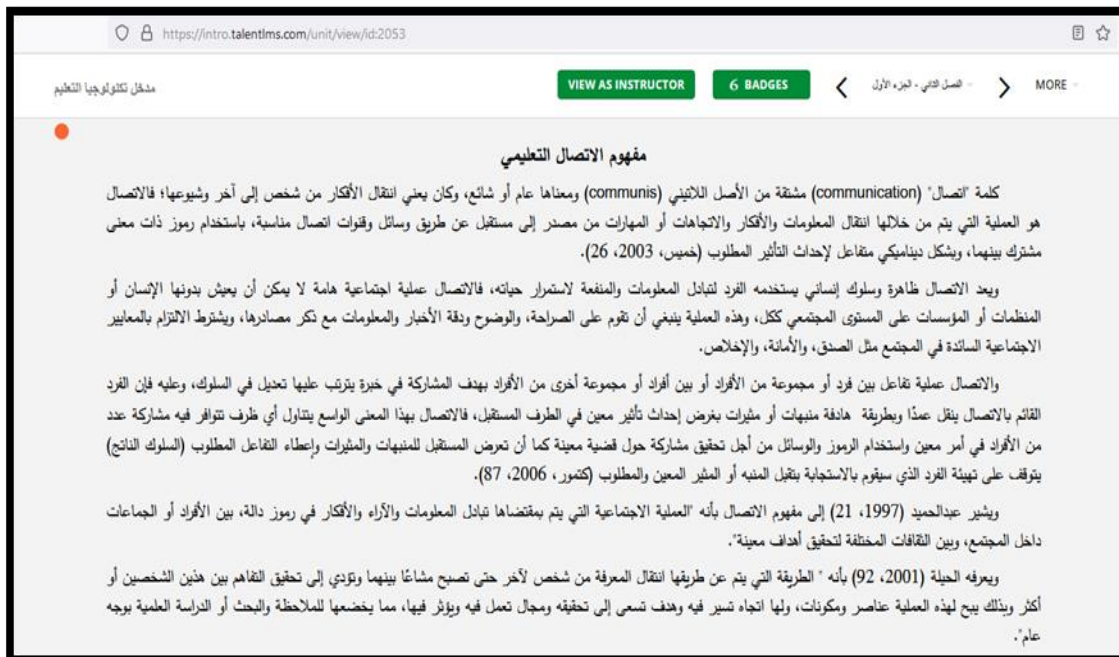 https://intro.talentlms.com/unit/view/id:2053
مدخل تكنولوجيا التعليم
VIEW AS INSTRUCTOR
6 BADGES
الفصل الثاني - الجزء الأول
MORE
مفهوم الاتصال التعليمي
كلمة "اتصال" (communication) مشتقة من الأصل اللاتيني (communis) ومعناها عام أو شائع، وكان يعني انتقال الأفكار من شخص إلى آخر وشيوعها؛ فالاتصال
هو العملية التي يتم من خلالها انتقال المعلومات والأفكار والاتجاهات أو المهارات من مصدر إلى مستقبل عن طريق وسائل وقنوات اتصال مناسبة، باستخدام رموز ذات معنى
مشترك بينهما، وبشكل ديناميكي متفاعل لإحداث التأثير المطلوب (خميس، 2003، 26).
ويعد الاتصال ظاهرة وسلوك إنساني يستخدمه الفرد لتبادل المعلومات والمنفعة لاستمرار حياته، فالاتصال عملية اجتماعية هامة لا يمكن أن يعيش بدونها الإنسان أو
المنظمات أو المؤسسات على المستوى المجتمعي ككل، وهذه العملية ينبغي أن تقوم على الصراحة، والوضوح ودقة الأخبار والمعلومات مع ذكر مصادرها، ويشترط الالتزام بالمعايير
الاجتماعية السائدة في المجتمع مثل الصدق، والأمانة، والإخلاص.
والاتصال عملية تفاعل بين فرد أو مجموعة من الأفراد أو بين أفراد أو مجموعة أخرى من الأفراد بهدف المشاركة في خبرة يترتب عليها تعديل في السلوك، وعليه فإن الفرد
القائم بالاتصال ينقل عمدًا وبطريقة هادفة منبهات أو مثيرات بغرض إحداث تأثير معين في الطرف المستقبل، فالاتصال بهذا المعنى الواسع يتناول أي ظرف تتوافر فيه مشاركة عدد
من الأفراد في أمر معين واستخدام الرموز والوسائل من أجل تحقيق مشاركة حول قضية معينة كما أن تعرض المستقبل للمنبهات والمثيرات وإعطاء التفاعل المطلوب (السلوك الناتج)
يتوقف على تهيئة الفرد الذي سيقوم بالاستجابة بتقبل المنبه أو المثير المعين والمطلوب (كتمور، 2006، 87).
ويشير عبدالحميد (1997، 21) إلى مفهوم الاتصال بأنه "العملية الاجتماعية التي يتم بمقتضاها تبادل المعلومات والآراء والأفكار في رموز دالة، بين الأفراد أو الجماعات
داخل المجتمع، وبين الثقافات المختلفة لتحقيق أهداف معينة".
ويعرفه الحيلة (2001، 92) بأنه " الطريقة التي يتم عن طريقها انتقال المعرفة من شخص لآخر حتى تصبح مشاعًا بينهما وتؤدي إلى تحقيق التفاهم بين هذين الشخصين أو
أكثر وبذلك يبح لهذه العملية عناصر ومكونات، ولها اتجاه تسير فيه وهدف تسعى إلى تحقيقه ومجال تعمل فيه ويؤثر فيها، مما يخضعها للملاحظة والبحث أو الدراسة العلمية بوجه
عام".